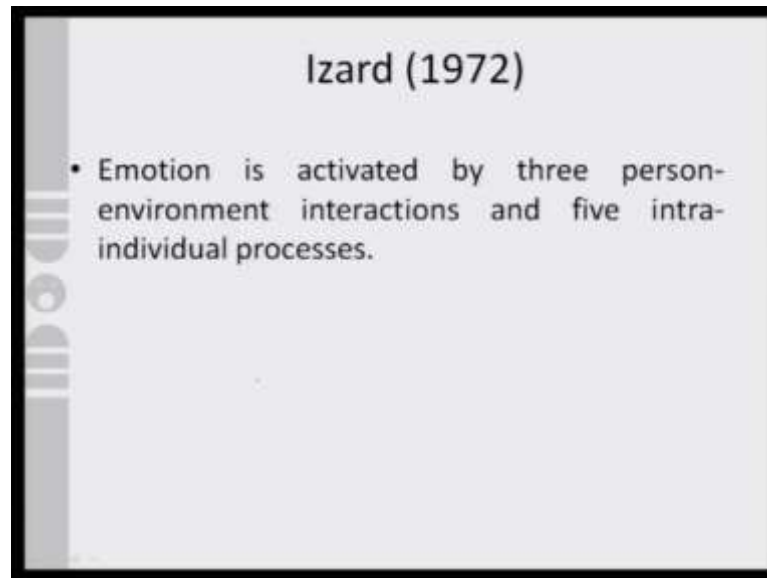 Izard (1972)
• Emotion is activated by three person-
environment interactions and five intra-
individual processes.